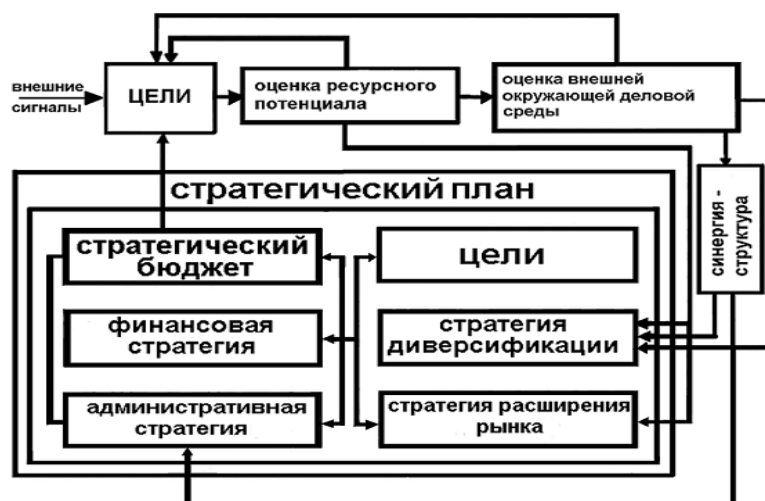 внешние
сигналы
ЦЕЛИ
оценка ресурсного
потенциала
оценка внешней
окружающей деловой
среды
синергия -
структура
стратегический план
стратегический
бюджет
цели
финансовая
стратегия
стратегия
диверсификации
административная
стратегия
стратегия расширения
рынка